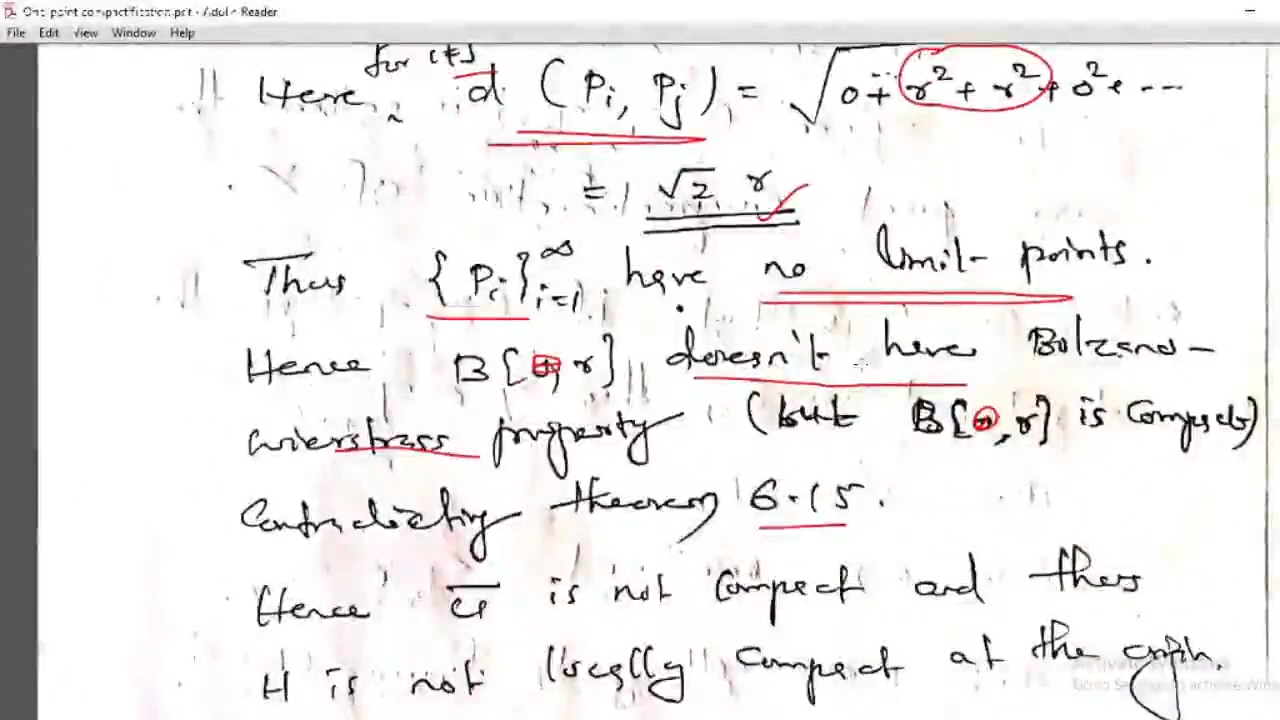 One point compactification.pdf - Adobe Reader
File Edit View Window Help
for i≠j
Here, d (Pi, Pj) = √0 + r² + r² + 0² + ...
= √2 r
Thus {Pi}∞i=1 have no limit points.
Hence B[0, r] doesn't have Bolzano-
wierstrass property (but B[0, r] is compact)
Contradicting theorem 6.15.
Hence U̅ is not compact and thus
H is not locally compact at the